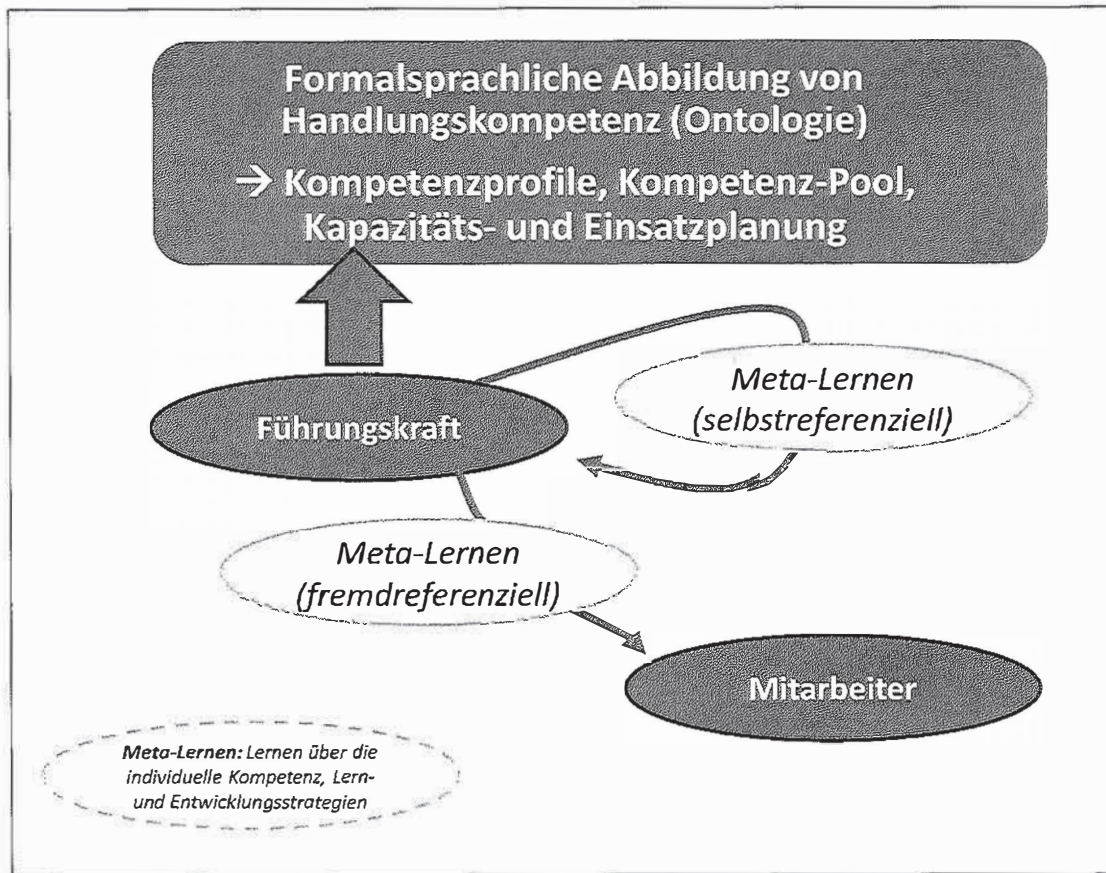 Formalsprachliche Abbildung von
Handlungskompetenz (Ontologie)
→ Kompetenzprofile, Kompetenz-Pool,
Kapazitäts- und Einsatzplanung
Meta-Lernen
(selbstreferenziell)
Führungskraft
Meta-Lernen
(fremdreferenziell)
Mitarbeiter
Meta-Lernen: Lernen über die
individuelle Kompetenz, Lern-
und Entwicklungsstrategien